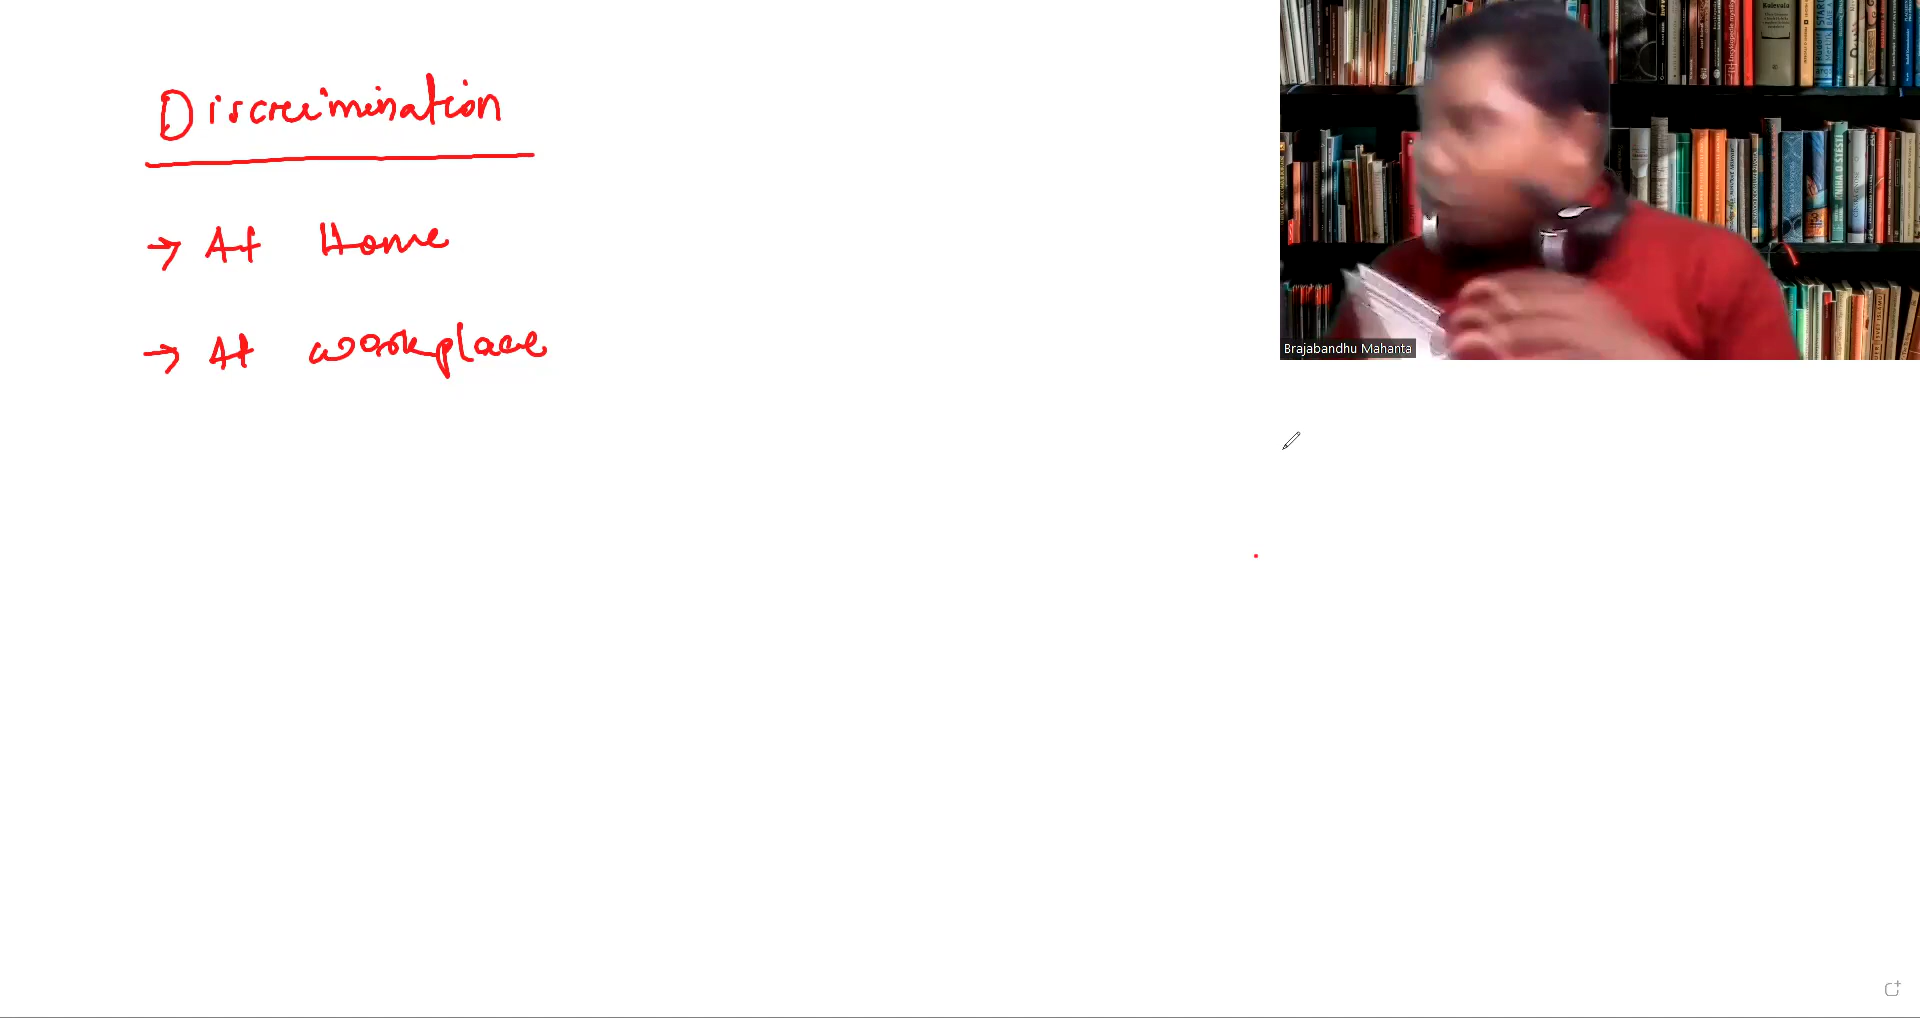 Discrimination
→ At Home
→ At workplace
Brajabandhu Mahanta